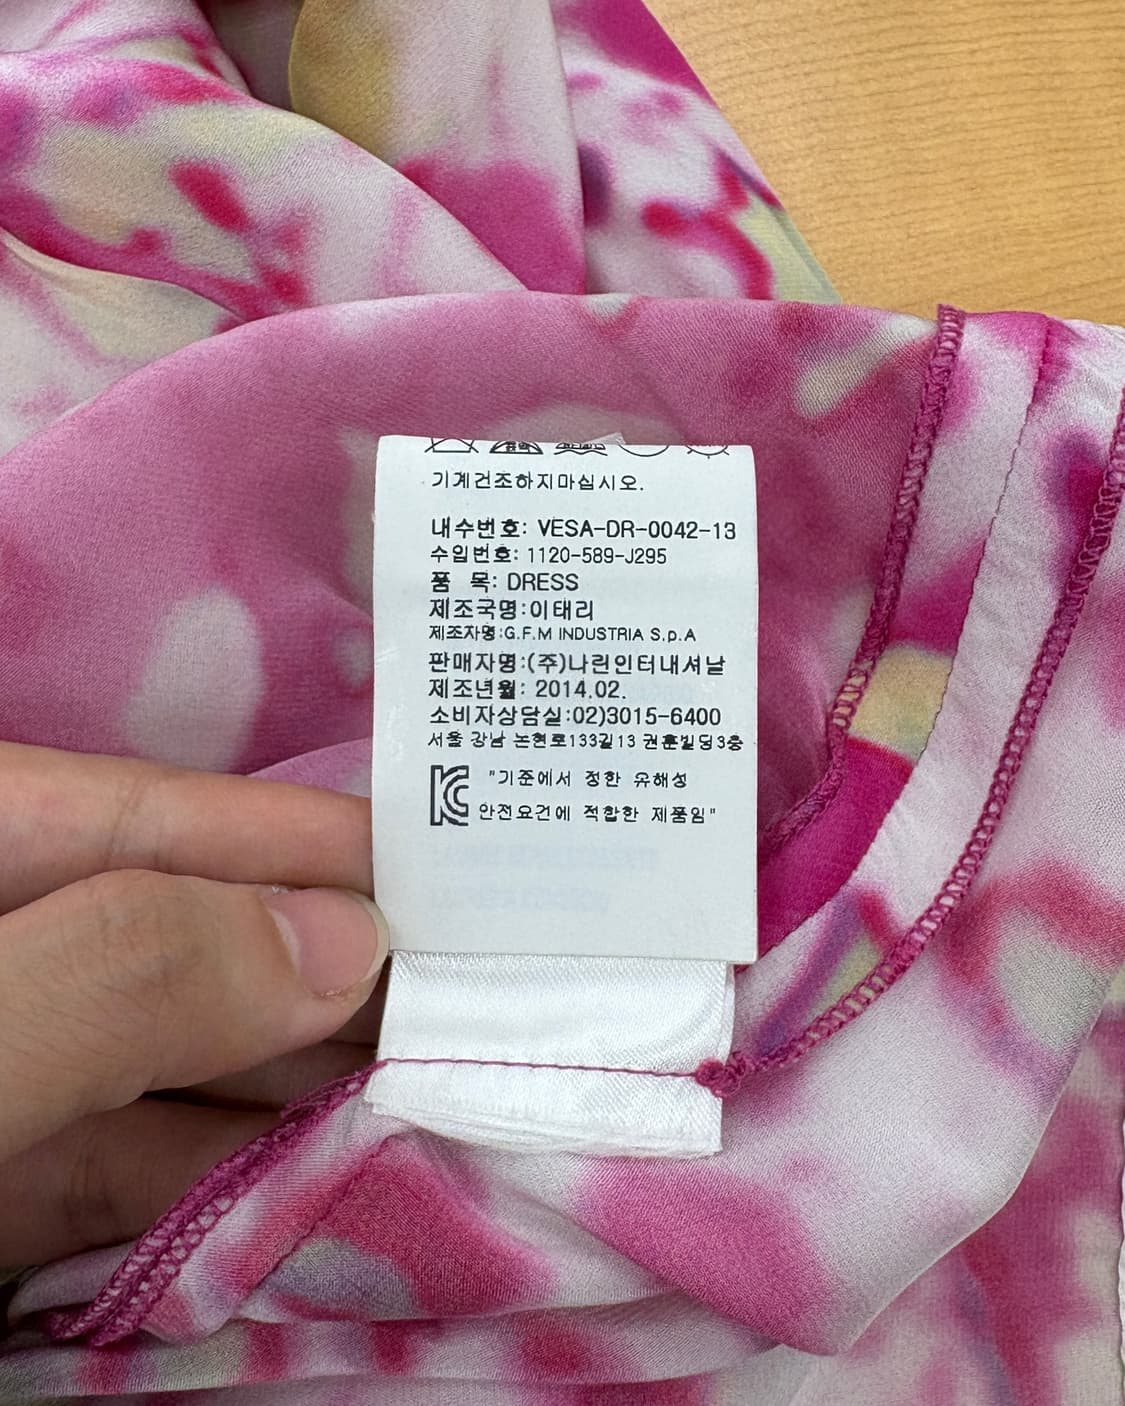 기계건조하지마십시오.
내수번호: VESA-DR-0042-13
수입번호: 1120-589-J295
품 목: DRESS
제조국명:이태리
제조자명:G.F.M INDUSTRIA S.p.A
판매자명:(주)나린인터내셔날
제조년월: 2014.02.
소비자상담실:02)3015-6400
서울 강남 논현로133길13 권훈빌딩3층
"기준에서 정한 유해성
안전요건에 적합한 제품임"